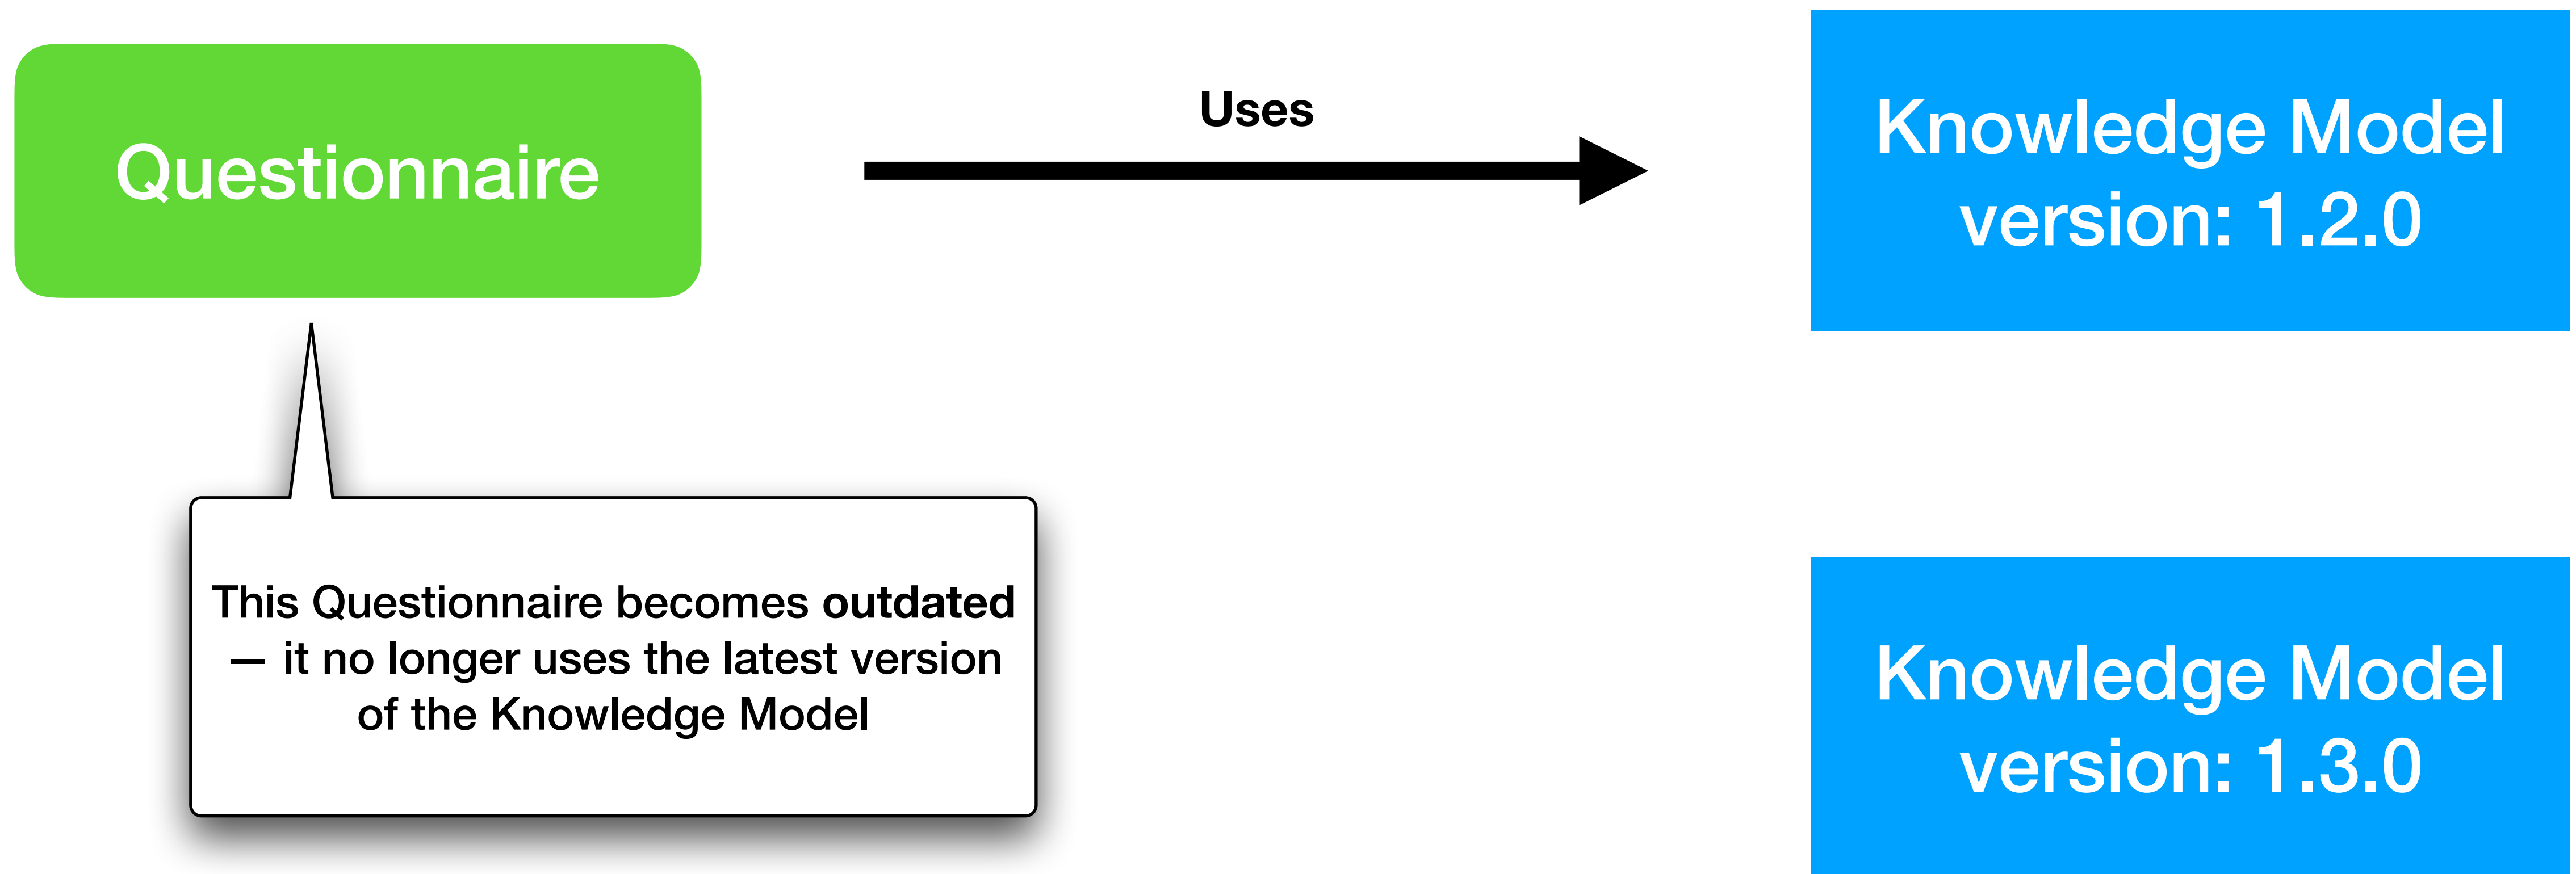 Questionnaire
Uses
Knowledge Model
version: 1.2.0
This Questionnaire becomes outdated
— it no longer uses the latest version
of the Knowledge Model
Knowledge Model
version: 1.3.0